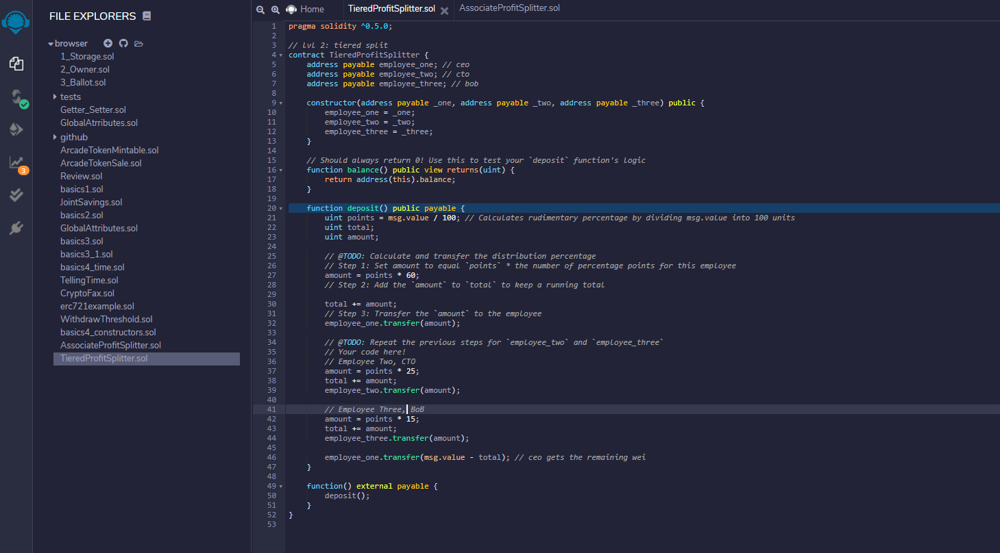 FILE EXPLORERS
browser
1_Storage.sol
2_Owner.sol
3_Ballot.sol
tests
Getter_Setter.sol
GlobalAtrributes.sol
github
ArcadeTokenMintable.sol
ArcadeTokenSale.sol
Review.sol
basics1.sol
JointSavings.sol
basics2.sol
GlobalAttributes.sol
basics3.sol
basics3_1.sol
basics4_time.sol
TellingTime.sol
CryptoFax.sol
erc721example.sol
WithdrawThreshold.sol
basics4_constructors.sol
AssociateProfitSplitter.sol
TieredProfitSplitter.sol
3
Home TieredProfitSplitter.sol AssociateProfitSplitter.sol
1 pragma solidity ^0.5.0;
2
3 // lvl 2: tiered split
4 contract TieredProfitSplitter {
5 address payable employee_one; // ceo
6 address payable employee_two; // cto
7 address payable employee_three; // bob
8
9 constructor(address payable _one, address payable _two, address payable _three) public {
10 employee_one = _one;
11 employee_two = _two;
12 employee_three = _three;
13 }
14
15 // Should always return 0! Use this to test your `deposit` function's logic
16 function balance() public view returns(uint) {
17 return address(this).balance;
18 }
19
20 function deposit() public payable {
21 uint points = msg.value / 100; // Calculates rudimentary percentage by dividing msg.value into 100 units
22 uint total;
23 uint amount;
24
25 // @TODO: Calculate and transfer the distribution percentage
26 // Step 1: Set amount to equal `points` * the number of percentage points for this employee
27 amount = points * 60;
28 // Step 2: Add the `amount` to `total` to keep a running total
29
30 total += amount;
31 // Step 3: Transfer the `amount` to the employee
32 employee_one.transfer(amount);
33
34 // @TODO: Repeat the previous steps for `employee_two` and `employee_three`
35 // Your code here!
36 // Employee Two, CTO
37 amount = points * 25;
38 total += amount;
39 employee_two.transfer(amount);
40
41 // Employee Three, BoB
42 amount = points * 15;
43 total += amount;
44 employee_three.transfer(amount);
45
46 employee_one.transfer(msg.value - total); // ceo gets the remaining wei
47 }
48
49 function() external payable {
50 deposit();
51 }
52 }
53